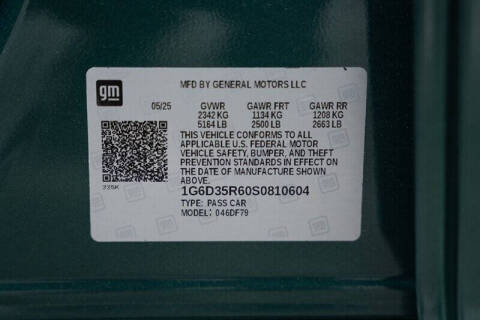 gm
MFD BY GENERAL MOTORS LLC
05/25 GVWR GAWR FRT GAWR RR
2342 KG 1134 KG 1208 KG
5164 LB 2500 LB 2663 LB
THIS VEHICLE CONFORMS TO ALL
APPLICABLE U.S. FEDERAL MOTOR
VEHICLE SAFETY, BUMPER, AND THEFT
PREVENTION STANDARDS IN EFFECT ON
THE DATE OF MANUFACTURE SHOWN
ABOVE.
1G6D35R60S0810604
TYPE: PASS CAR
MODEL: 046DF79